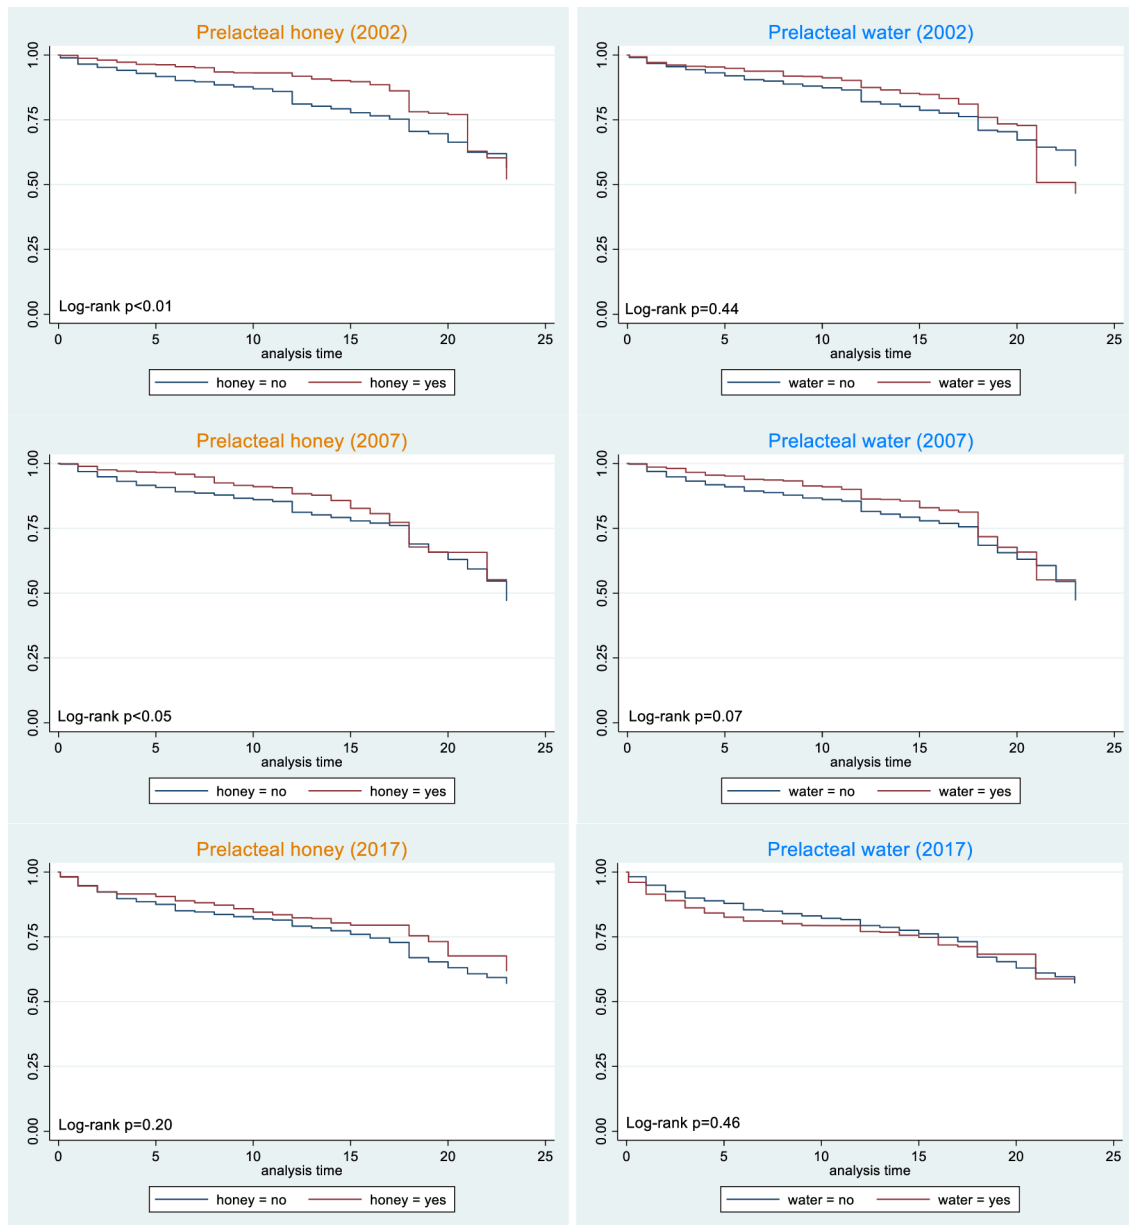 Prelacteal honey (2002)
1.00
0.75
0.50
0.25
0.00
Log-rank p<0.01
0 5 10 15 20 25
analysis time
honey = no honey = yes
Prelacteal water (2002)
1.00
0.75
0.50
0.25
0.00
Log-rank p=0.44
0 5 10 15 20 25
analysis time
water = no water = yes
Prelacteal honey (2007)
1.00
0.75
0.50
0.25
0.00
Log-rank p<0.05
0 5 10 15 20 25
analysis time
honey = no honey = yes
Prelacteal water (2007)
1.00
0.75
0.50
0.25
0.00
Log-rank p=0.07
0 5 10 15 20 25
analysis time
water = no water = yes
Prelacteal honey (2017)
1.00
0.75
0.50
0.25
0.00
Log-rank p=0.20
0 5 10 15 20 25
analysis time
honey = no honey = yes
Prelacteal water (2017)
1.00
0.75
0.50
0.25
0.00
Log-rank p=0.46
0 5 10 15 20 25
analysis time
water = no water = yes